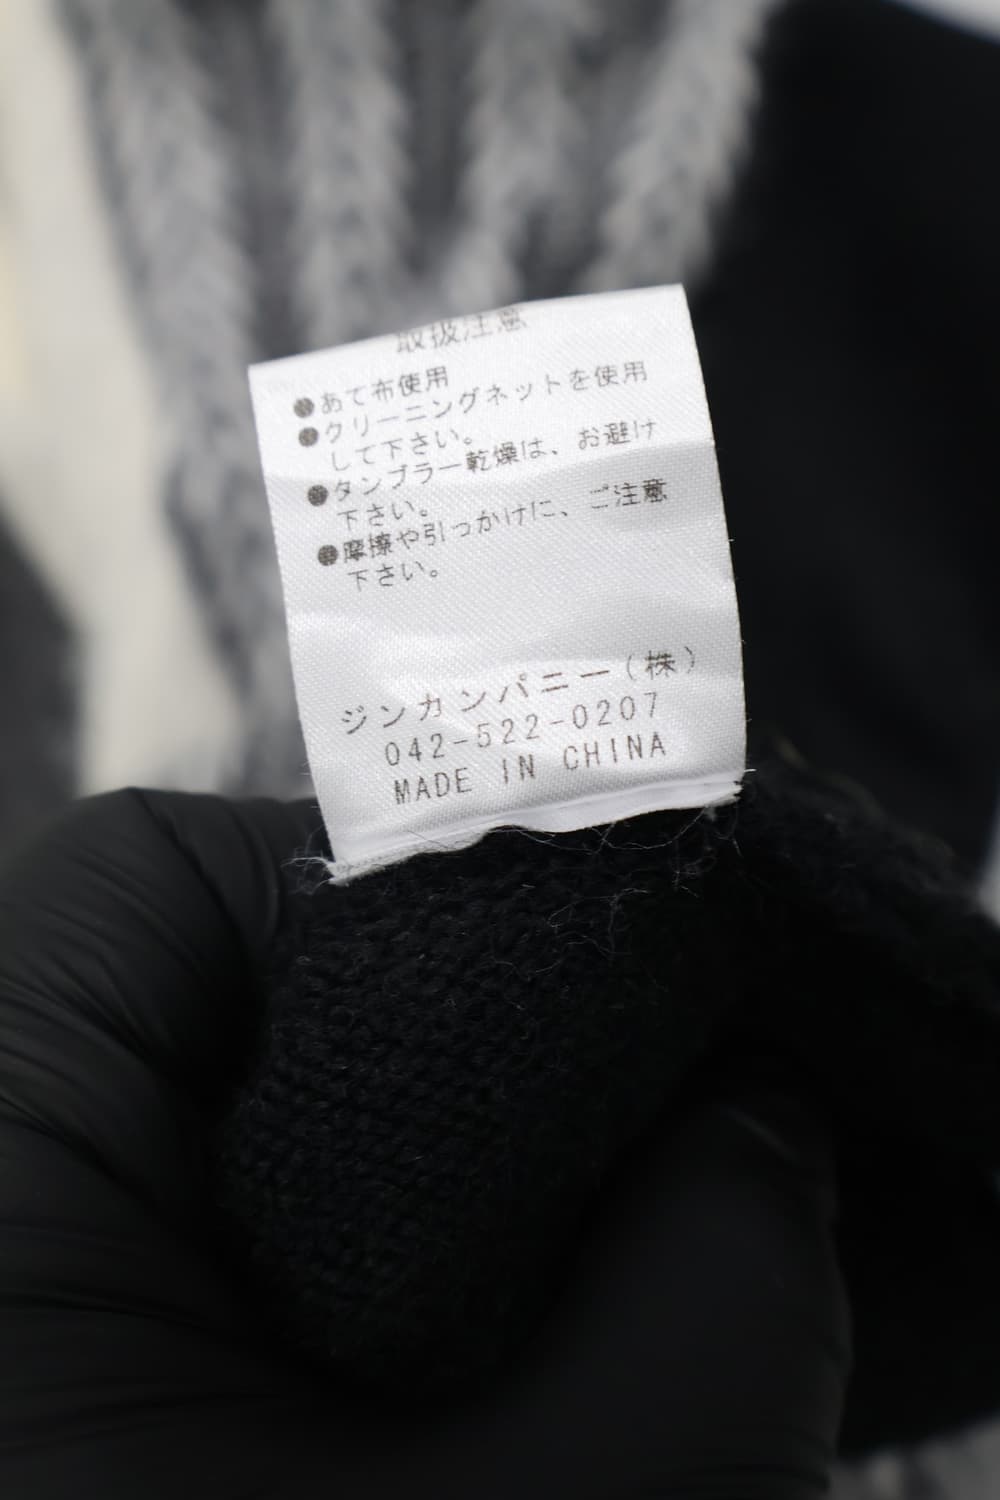 取扱注意
●あて布使用
●クリーニングネットを使用
して下さい。
●タンブラー乾燥は、お避け
下さい。
●摩擦や引っかけに、ご注意
下さい。
ジンカンパニー(株)
042-522-0207
MADE IN CHINA